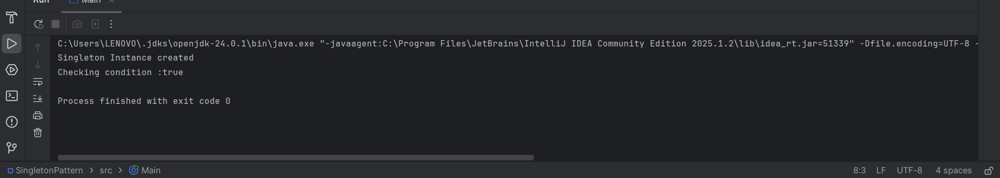 Run Main
C:\Users\LENOVO\.jdks\openjdk-24.0.1\bin\java.exe "-javaagent:C:\Program Files\JetBrains\IntelliJ IDEA Community Edition 2025.1.2\lib\idea_rt.jar=51339" -Dfile.encoding=UTF-8 -
Singleton Instance created
Checking condition :true
Process finished with exit code 0
SingletonPattern > src > Main
8:3 LF UTF-8 4 spaces